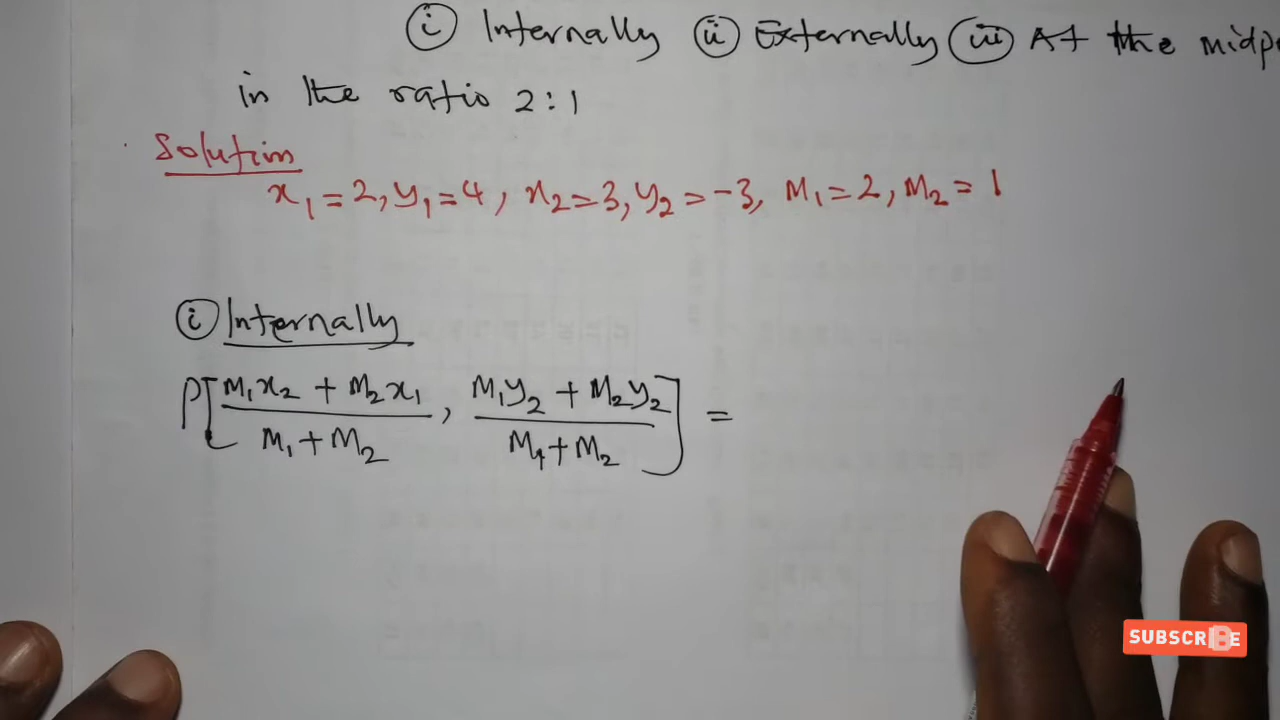 (i) Internally (ii) Externally (iii) At the midp
in the ratio 2:1
Solution
x₁=2, y₁=4, x₂=3, y₂=-3, M₁=2, M₂=1
(i) Internally
P[(M₁x₂ + M₂x₁)/(M₁+M₂), (M₁y₂ + M₂y₂)/(M₁+M₂)] =
SUBSCRIBE